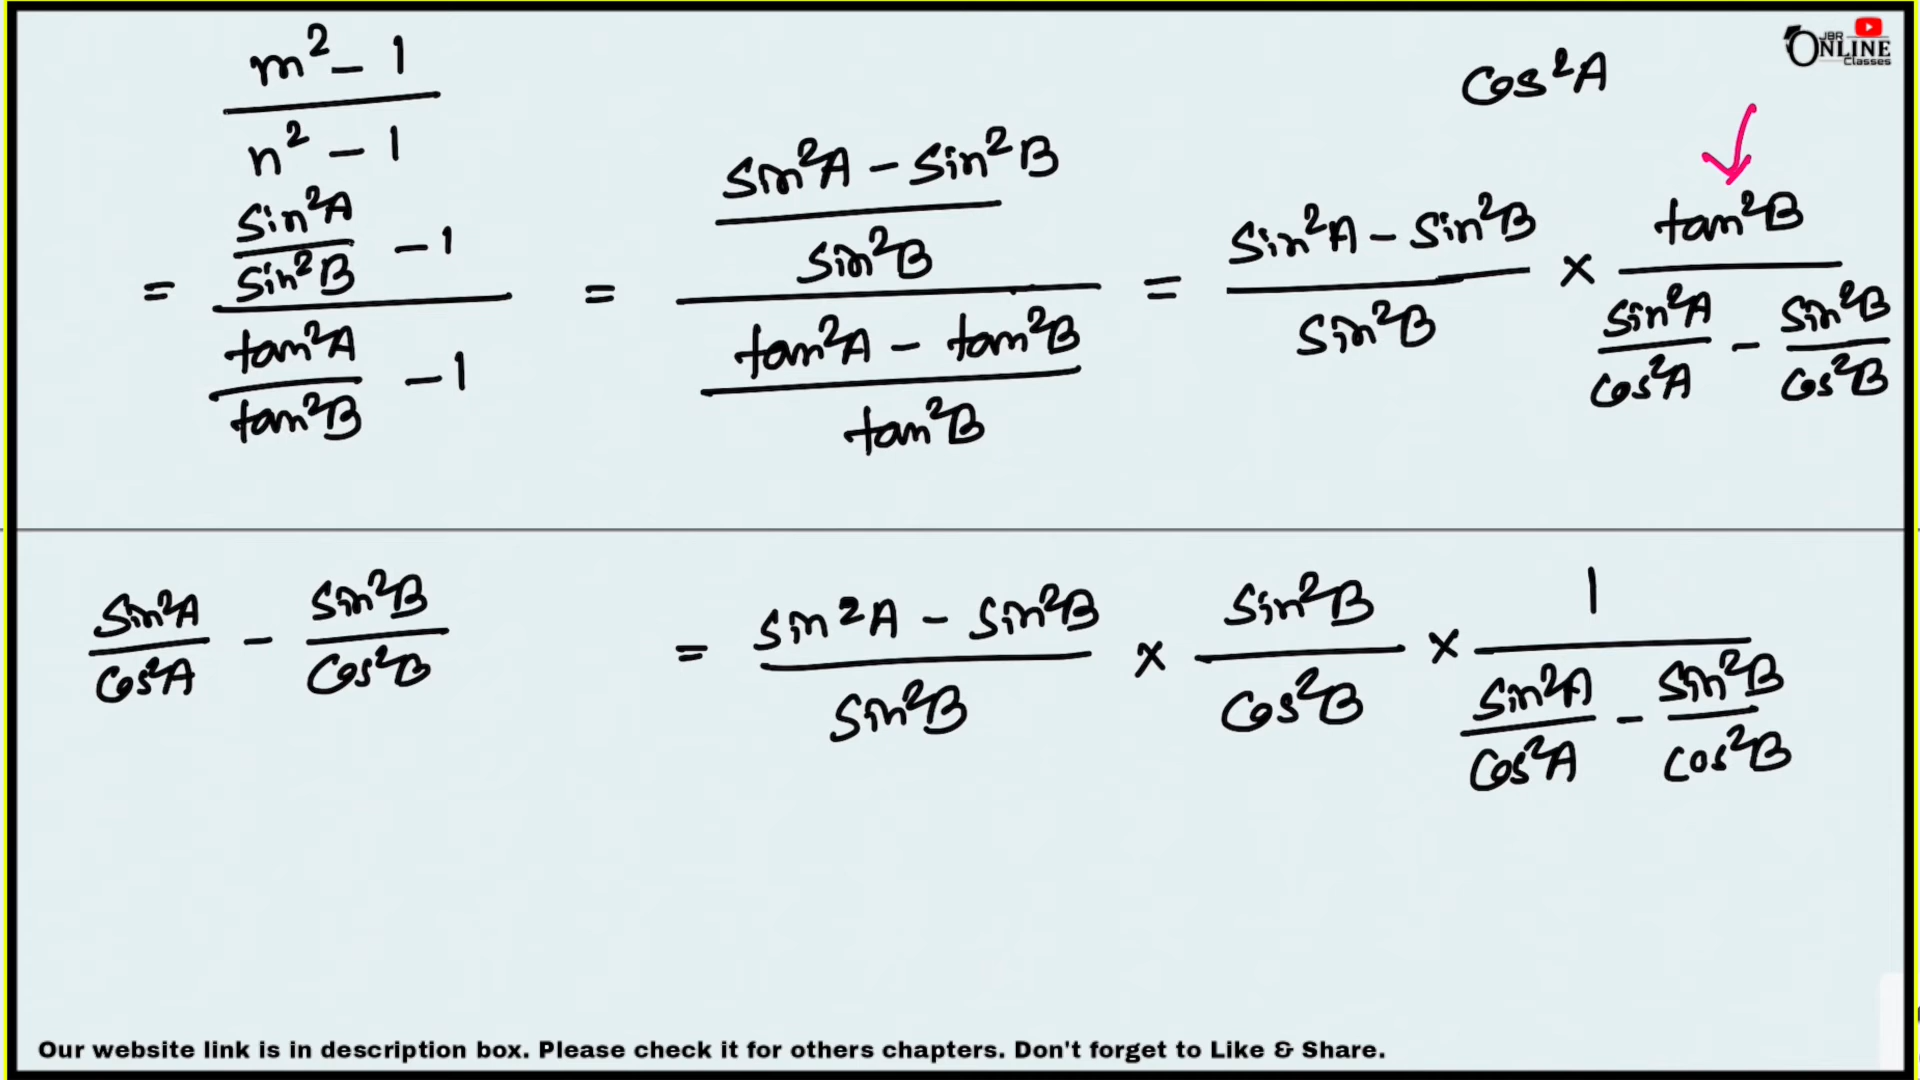 m² - 1
n² - 1
= (Sin²A / Sin²B - 1) / (tan²A / tan²B - 1) = ((Sin²A - Sin²B) / Sin²B) / ((tan²A - tan²B) / tan²B) = (Sin²A - Sin²B) / Sin²B × tan²B / (Sin²A / Cos²A - Sin²B / Cos²B)
Cos²A
JBR
ONLINE
Classes
Sin²A / Cos²A - Sin²B / Cos²B
= (Sin²A - Sin²B) / Sin²B × Sin²B / Cos²B × 1 / (Sin²A / Cos²A - Sin²B / Cos²B)
Our website link is in description box. Please check it for others chapters. Don't forget to Like & Share.